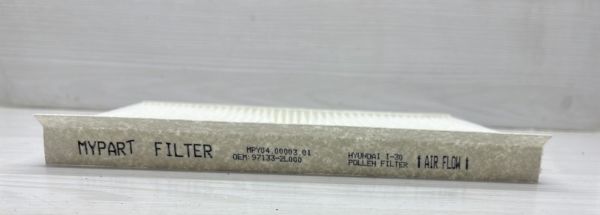 MYPART FILTER
MPY04.00003.01
OEM:97133-2L000
HYUNDAI I-30
POLLEN FILTER
↑ AIR FLOW ↑